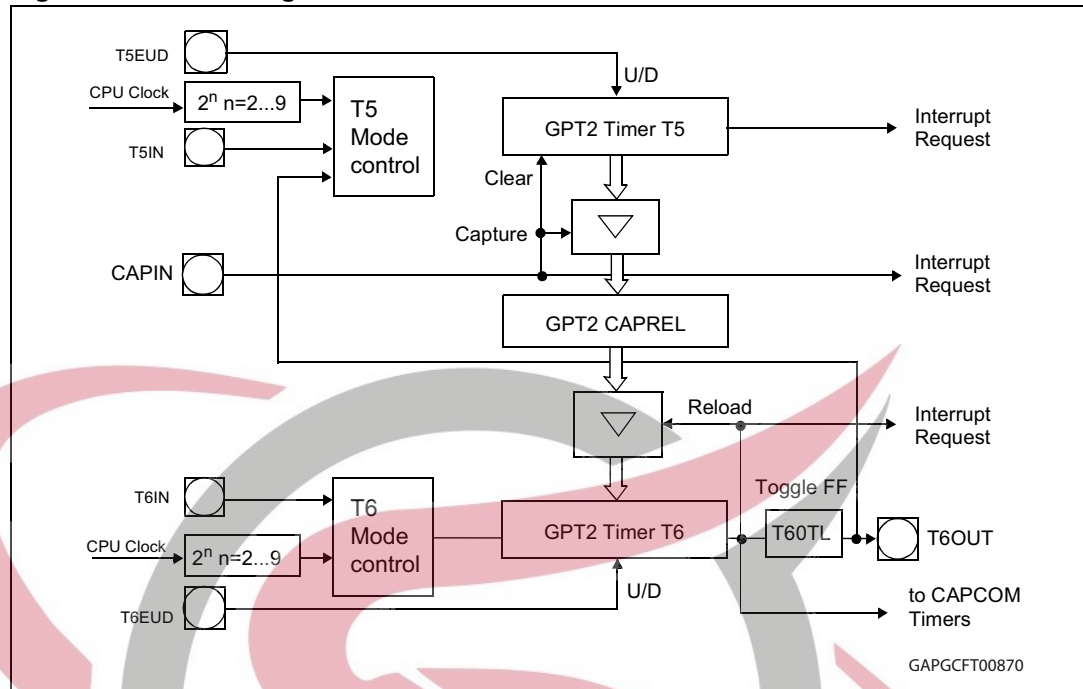 T5EUD
U/D
CPU Clock
2n n=2...9
T5
Mode
control
GPT2 Timer T5
Interrupt
Request
T5IN
Clear
Capture
CAPIN
Interrupt
Request
GPT2 CAPREL
Reload
Interrupt
Request
T6IN
T6
Mode
control
Toggle FF
GPT2 Timer T6
T60TL
T6OUT
CPU Clock
2n n=2...9
U/D
T6EUD
to CAPCOM
Timers
GAPGCFT00870